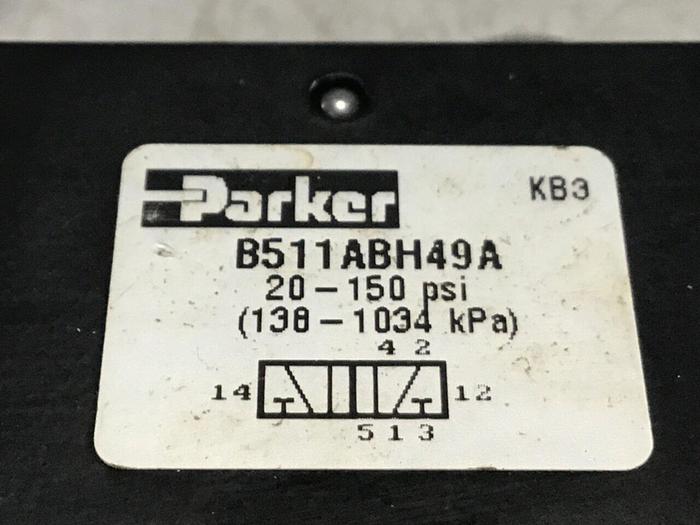 Parker KB3
B511ABH49A
20-150 psi
(138-1034 kPa)
4 2
14 12
5 1 3